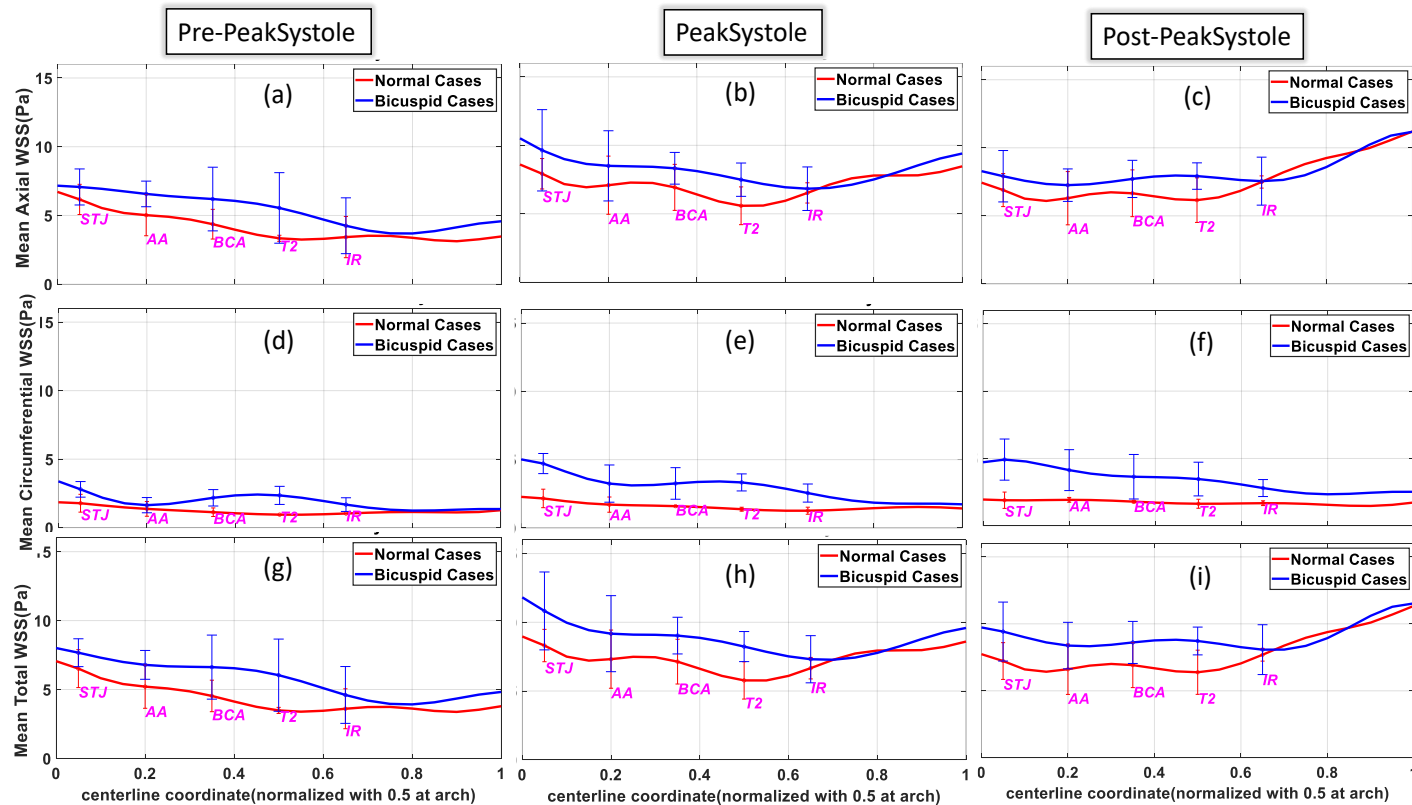 Pre-PeakSystole
PeakSystole
Post-PeakSystole
Mean Axial WSS(Pa)
15
10
5
0
(a)
Normal Cases
Bicuspid Cases
STJ
AA
BCA
T2
IR
(b)
Normal Cases
Bicuspid Cases
STJ
AA
BCA
T2
IR
(c)
Normal Cases
Bicuspid Cases
STJ
AA
BCA
T2
IR
Mean Circumferential WSS(Pa)
15
10
5
0
(d)
Normal Cases
Bicuspid Cases
STJ
AA
BCA
T2
IR
(e)
Normal Cases
Bicuspid Cases
STJ
AA
BCA
T2
IR
(f)
Normal Cases
Bicuspid Cases
STJ
AA
BCA
T2
IR
Mean Total WSS(Pa)
10
5
0
(g)
Normal Cases
Bicuspid Cases
STJ
AA
BCA
T2
IR
(h)
Normal Cases
Bicuspid Cases
STJ
AA
BCA
T2
IR
(i)
Normal Cases
Bicuspid Cases
STJ
AA
BCA
T2
IR
0 0.2 0.4 0.6 0.8 1
centerline coordinate(normalized with 0.5 at arch)
0 0.2 0.4 0.6 0.8 1
centerline coordinate(normalized with 0.5 at arch)
0 0.2 0.4 0.6 0.8 1
centerline coordinate(normalized with 0.5 at arch)